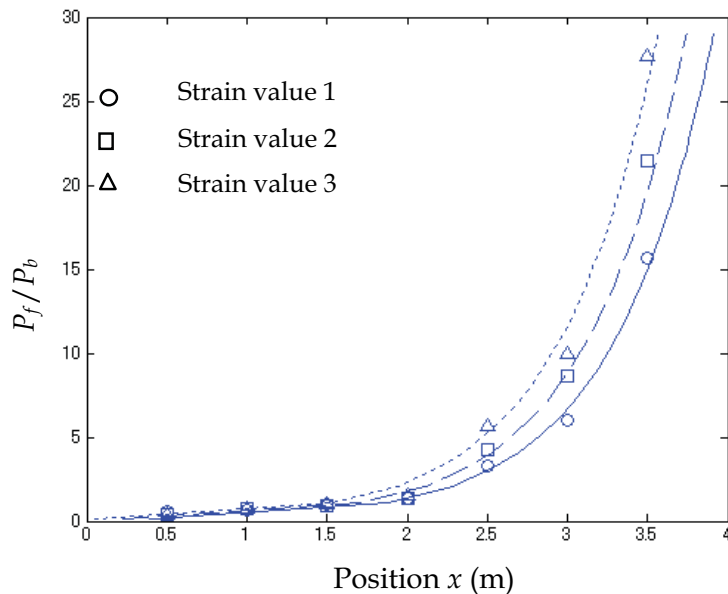 30
25
20
15
10
5
0
Strain value 1
Strain value 2
Strain value 3
P_f/P_b
0 0.5 1 1.5 2 2.5 3 3.5 4
Position x (m)